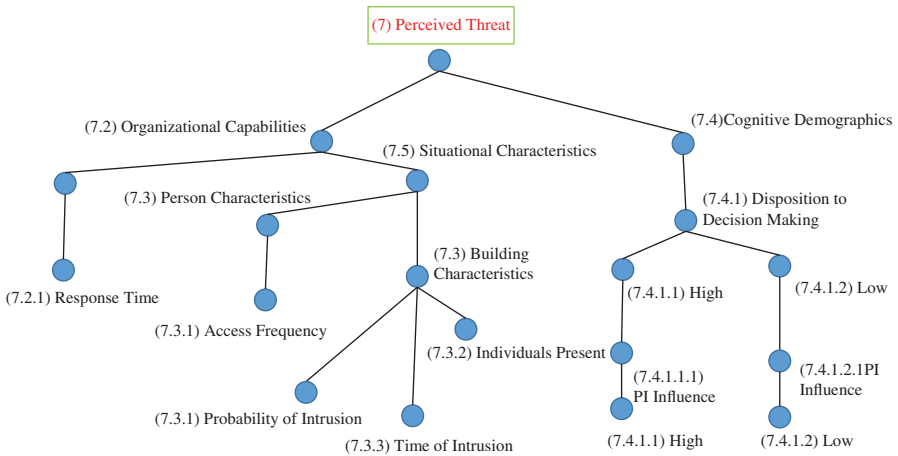 (7) Perceived Threat
(7.2) Organizational Capabilities
(7.4)Cognitive Demographics
(7.5) Situational Characteristics
(7.3) Person Characteristics
(7.4.1) Disposition to
Decision Making
(7.3) Building
Characteristics
(7.2.1) Response Time
(7.4.1.1) High
(7.4.1.2) Low
(7.3.1) Access Frequency
(7.3.2) Individuals Present
(7.4.1.1.1)
PI Influence
(7.4.1.2.1PI
Influence
(7.3.1) Probability of Intrusion
(7.3.3) Time of Intrusion
(7.4.1.1) High
(7.4.1.2) Low